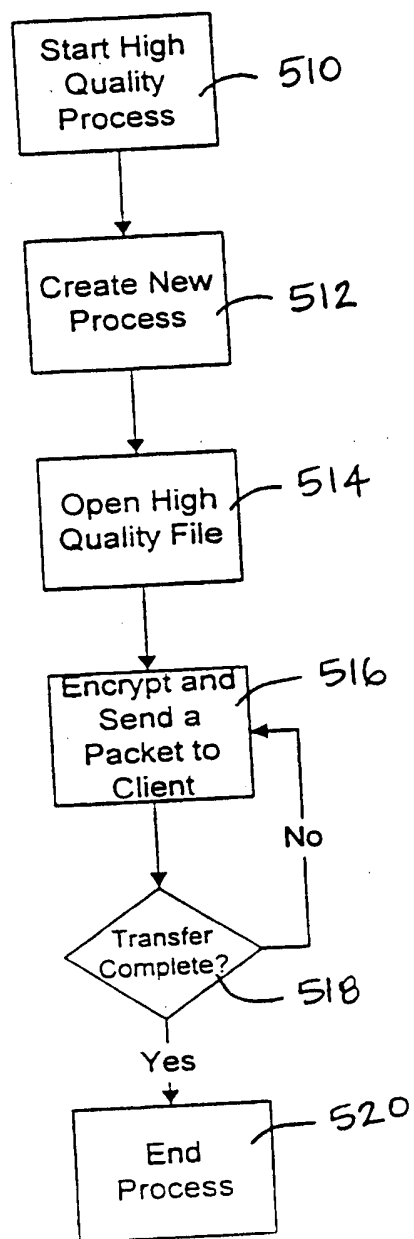 Start High
Quality
Process
510
Create New
Process
512
Open High
Quality File
514
Encrypt and
Send a
Packet to
Client
516
No
Transfer
Complete?
518
Yes
End
Process
520